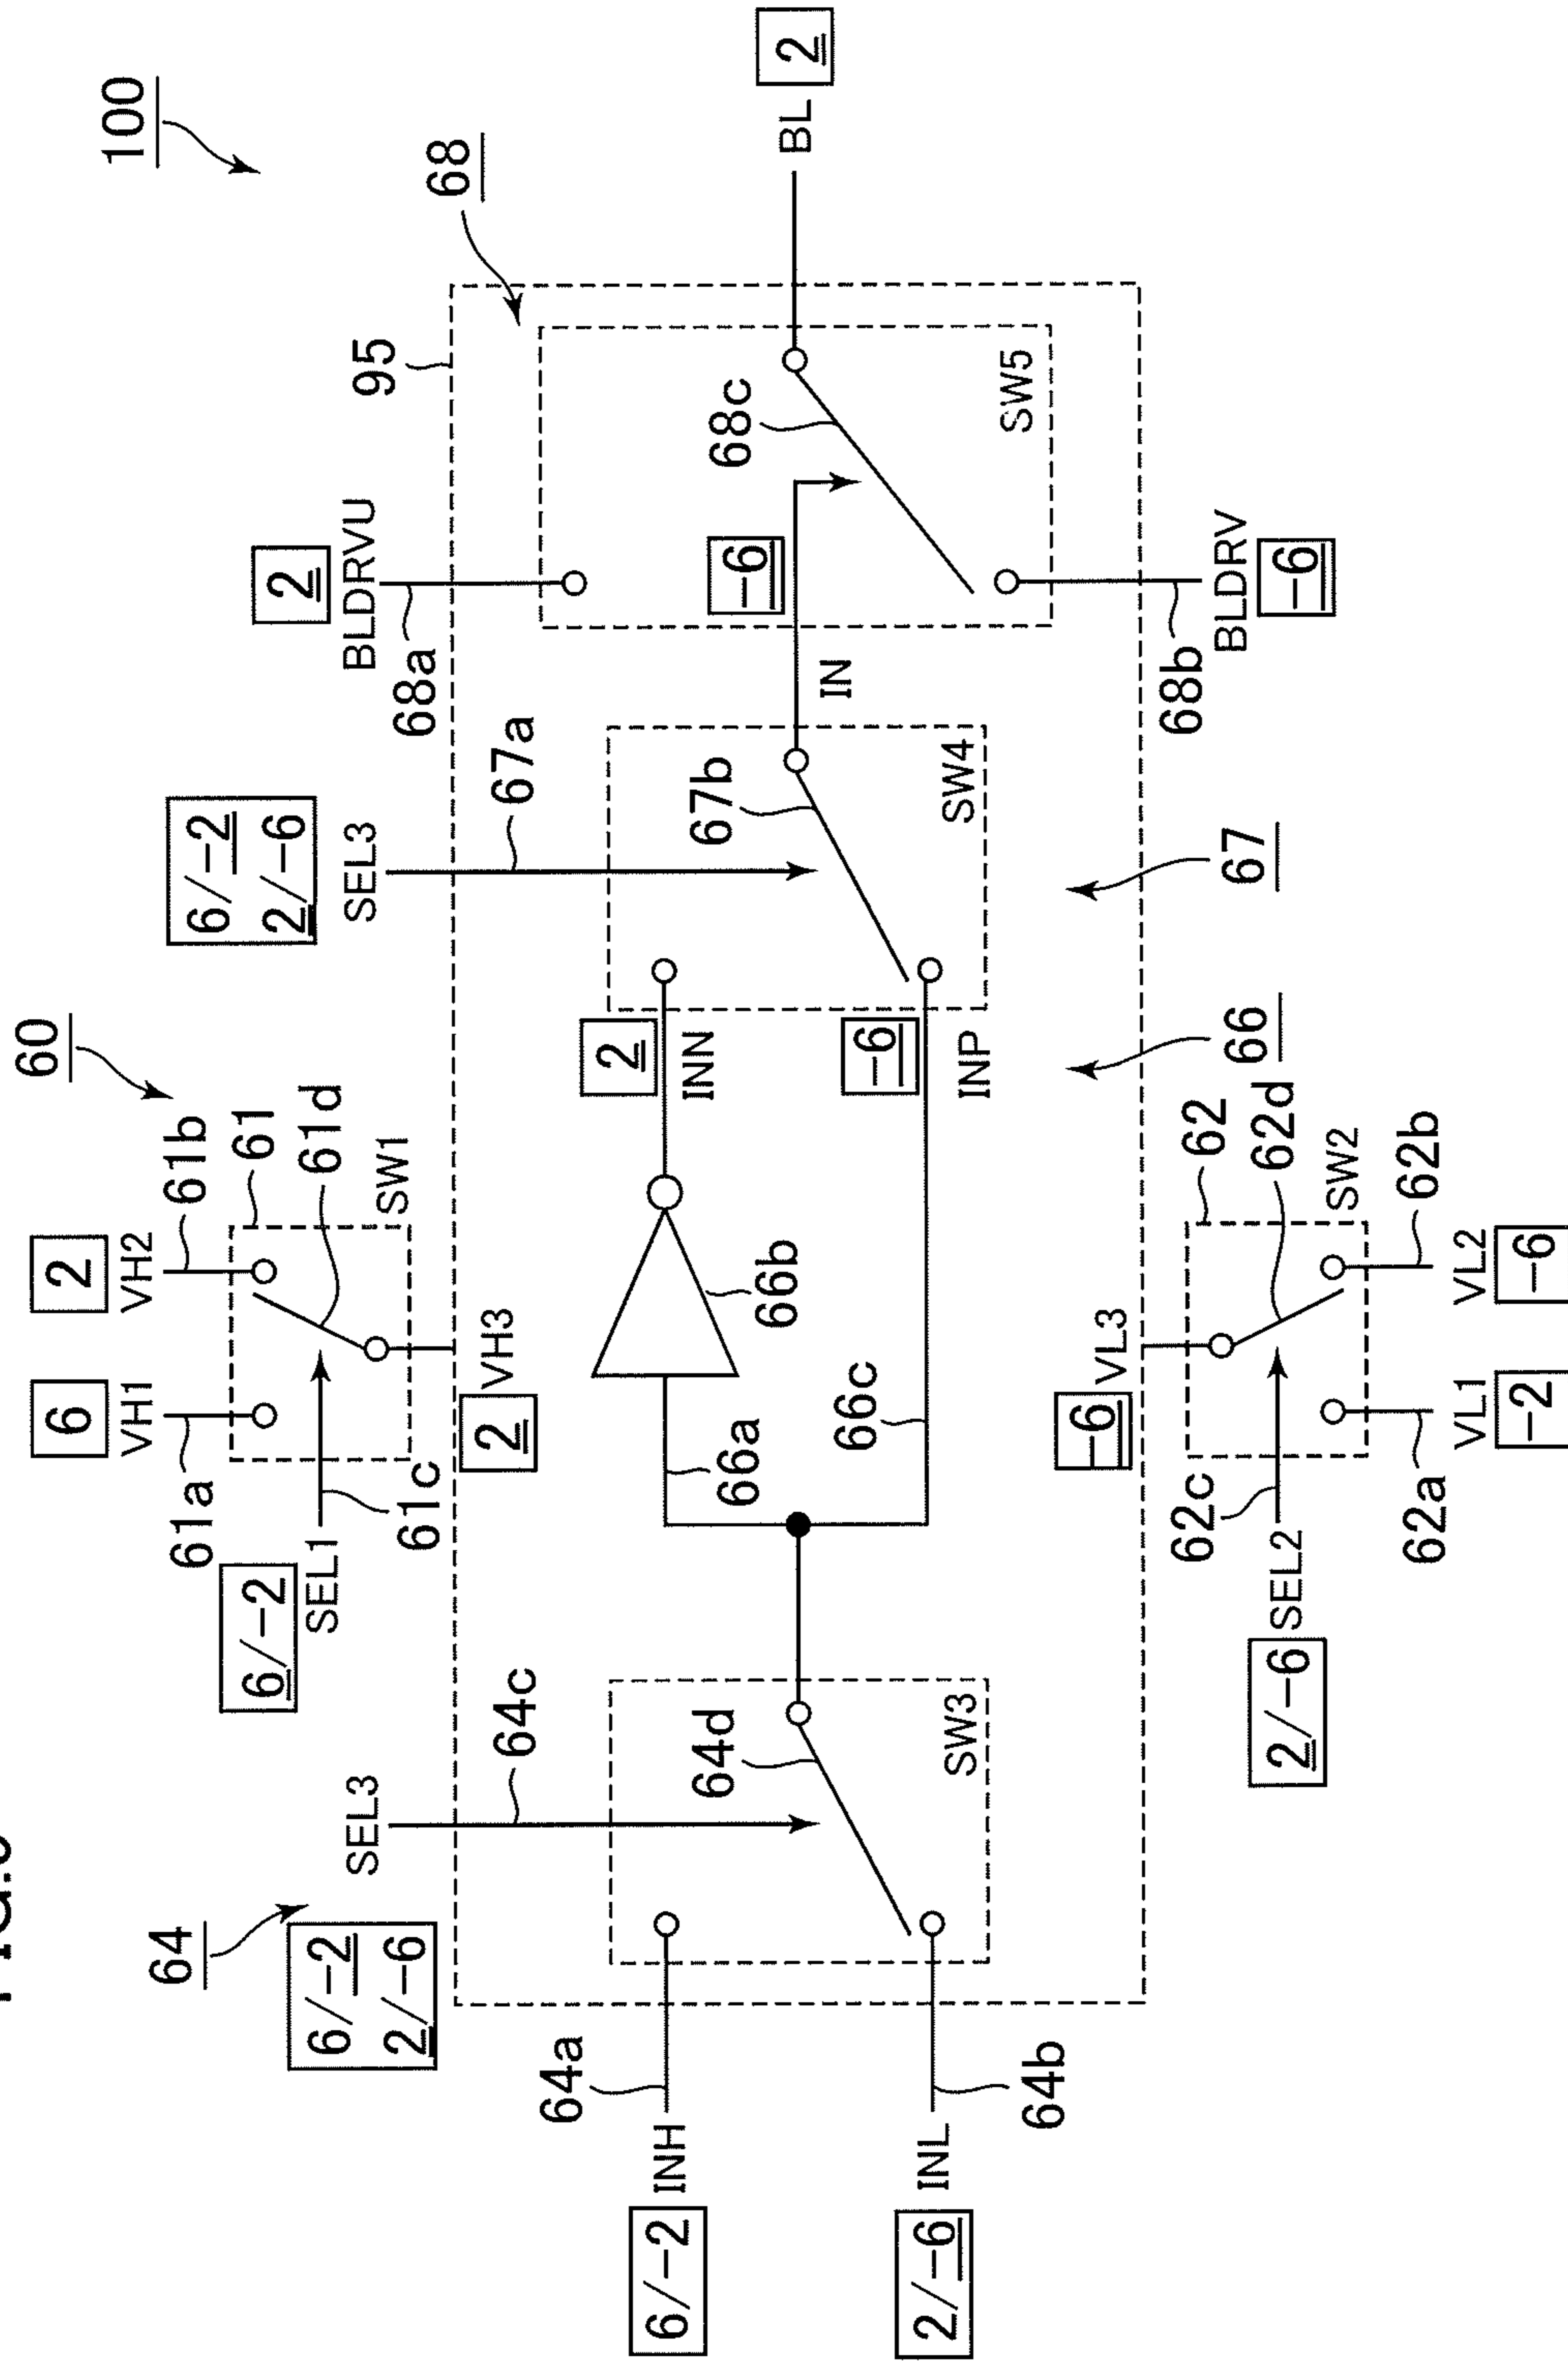 100
60
64
6/-2
2/-6
SEL3
64c
6
VH1
61a
2
VH2
61b
61
61d
SW1
6/-2
SEL1
61c
VH3
2
6/-2
2/-6
SEL3
67a
2
BLDRVU
68a
95
68
6/-2
INH
64a
2/-6
INL
64b
64d
SW3
66a
66b
66c
2
INN
-6
INP
67b
SW4
IN
-6
68c
SW5
BL
2
66
67
-6
VL3
2/-6
SEL2
62c
62
62d
SW2
62a
VL1
-2
62b
VL2
-6
68b
BLDRV
-6